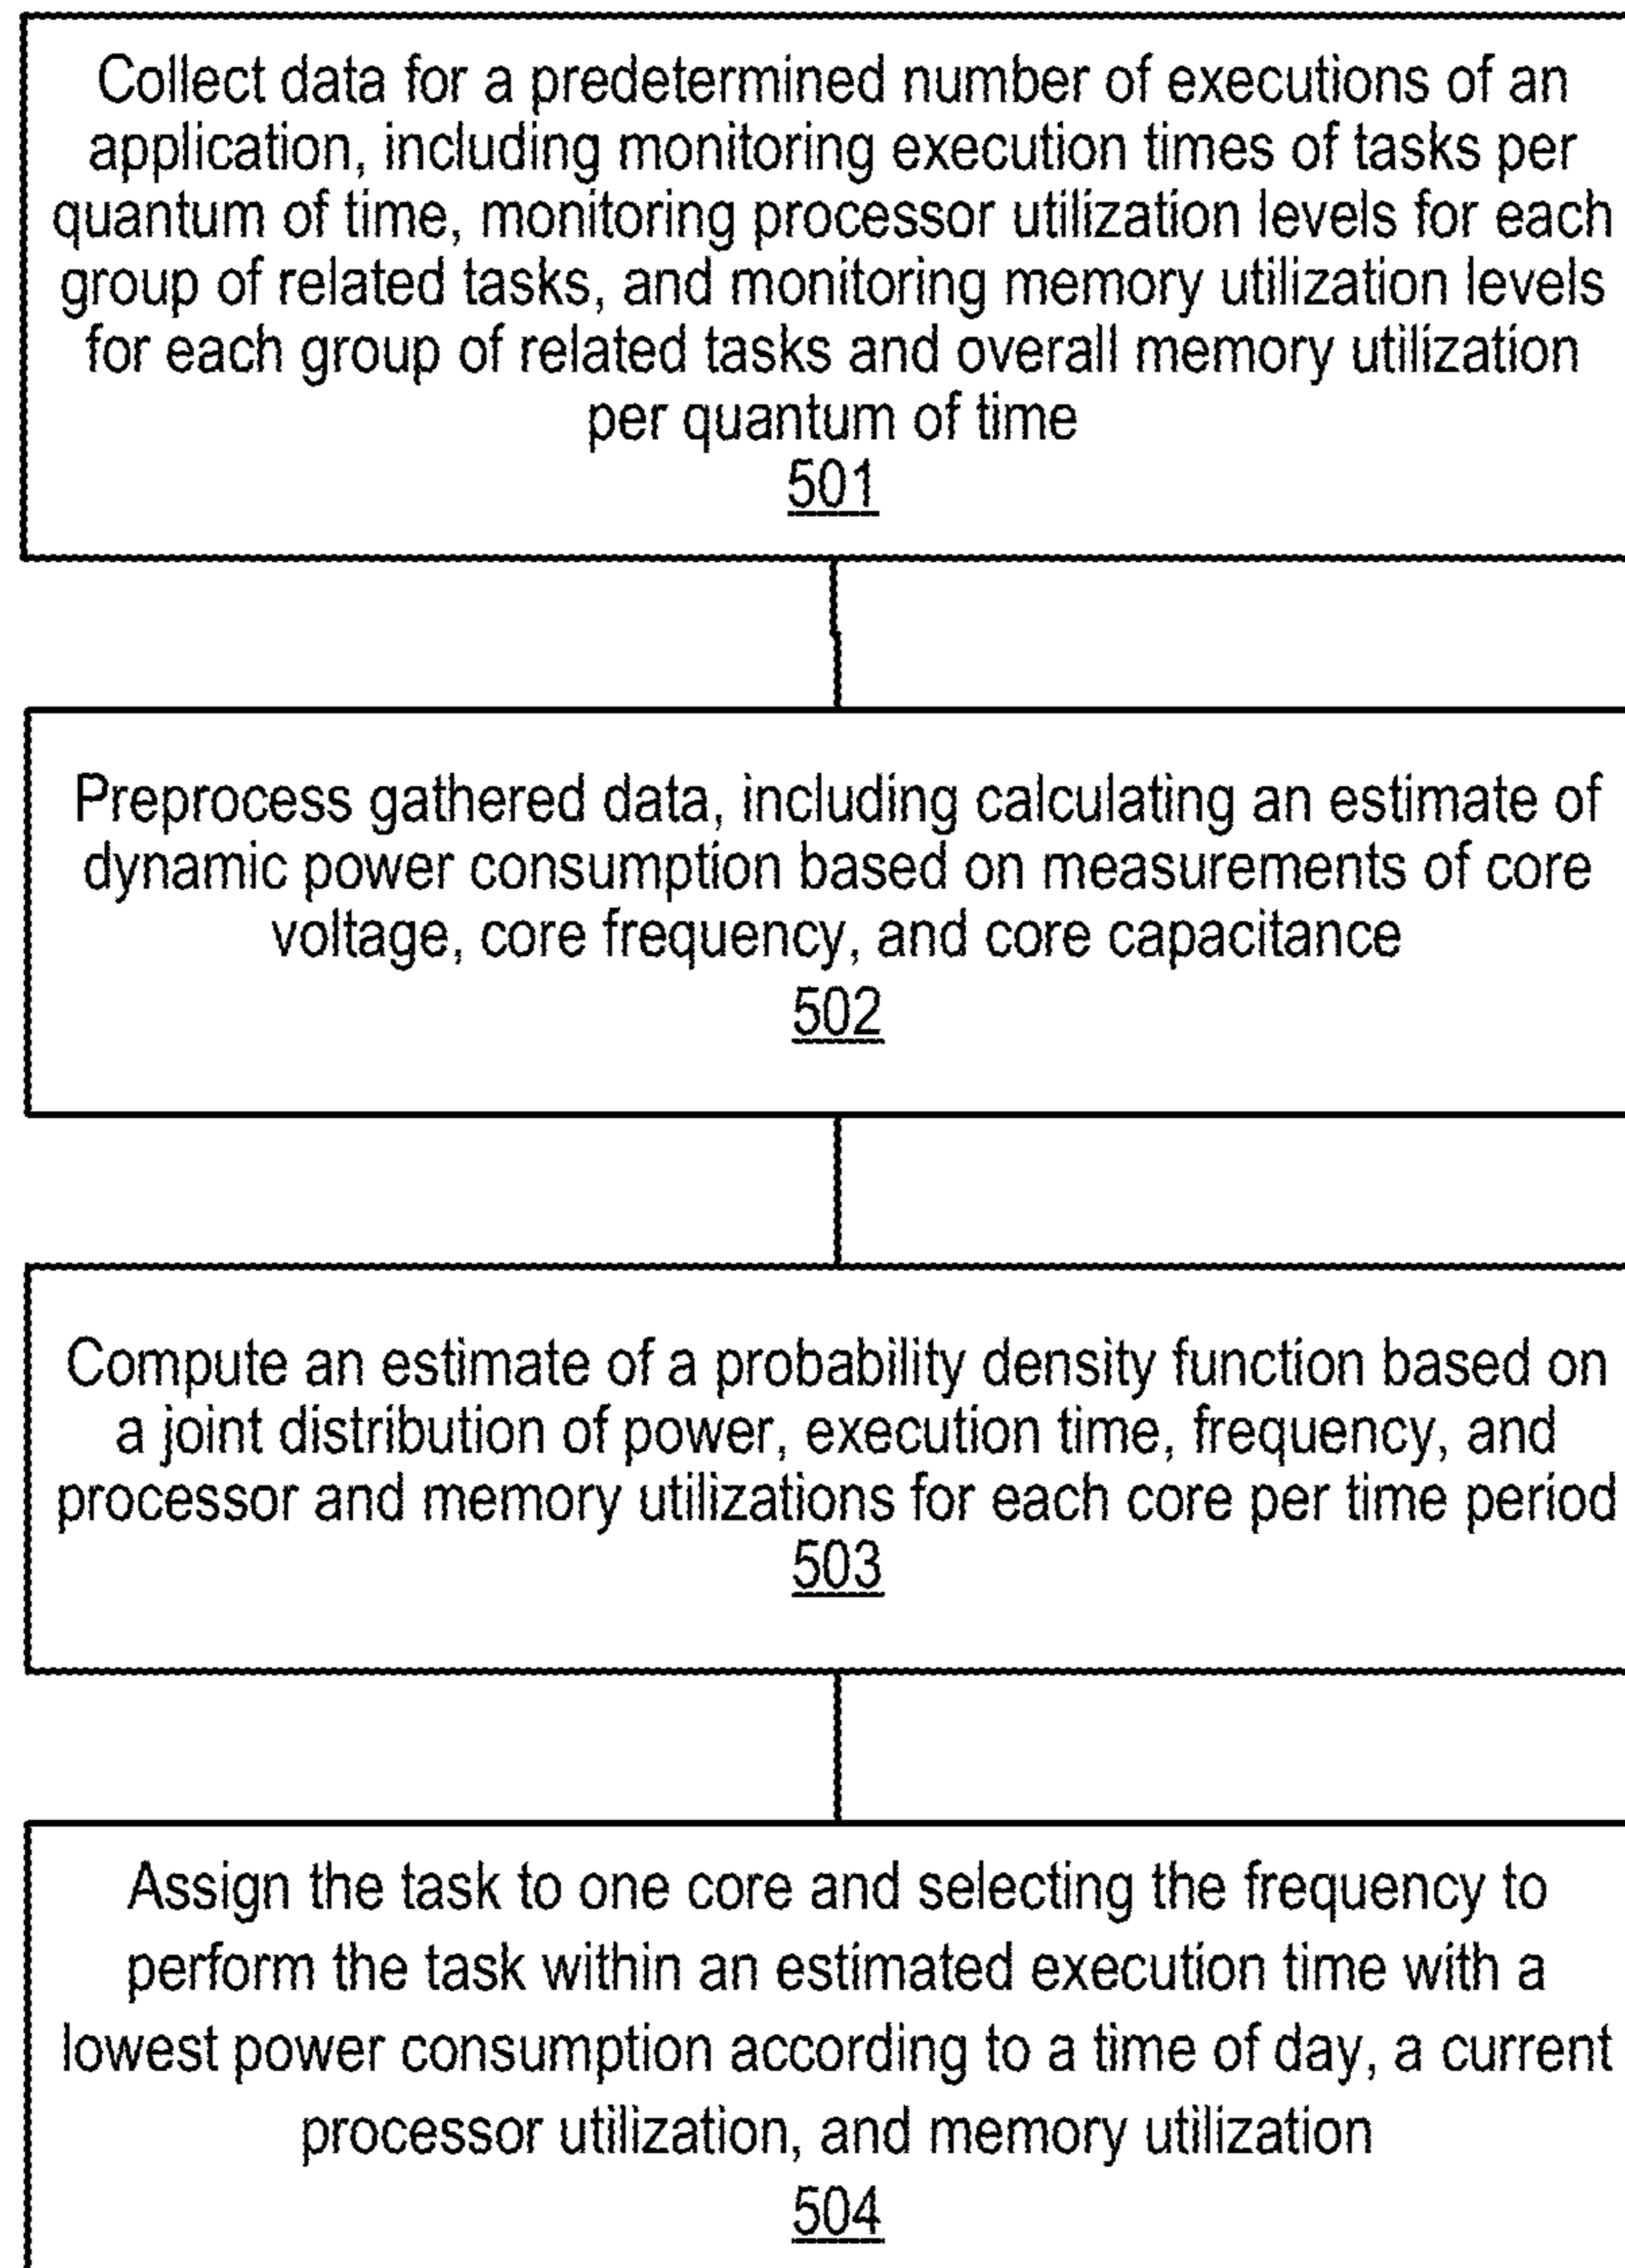 Collect data for a predetermined number of executions of an
application, including monitoring execution times of tasks per
quantum of time, monitoring processor utilization levels for each
group of related tasks, and monitoring memory utilization levels
for each group of related tasks and overall memory utilization
per quantum of time
501
Preprocess gathered data, including calculating an estimate of
dynamic power consumption based on measurements of core
voltage, core frequency, and core capacitance
502
Compute an estimate of a probability density function based on
a joint distribution of power, execution time, frequency, and
processor and memory utilizations for each core per time period
503
Assign the task to one core and selecting the frequency to
perform the task within an estimated execution time with a
lowest power consumption according to a time of day, a current
processor utilization, and memory utilization
504